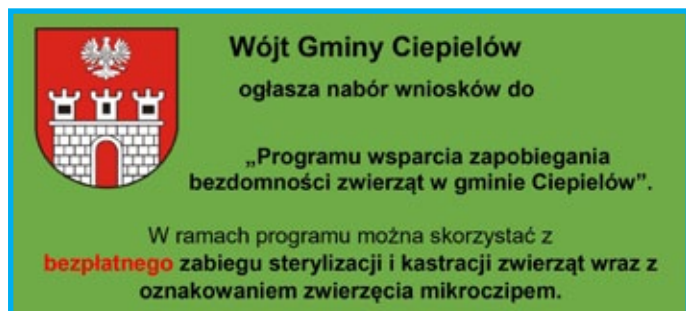 Wójt Gminy Ciepielów
ogłasza nabór wniosków do
„Programu wsparcia zapobiegania
bezdomności zwierząt w gminie Ciepielów”.
W ramach programu można skorzystać z
bezpłatnego zabiegu sterylizacji i kastracji zwierząt wraz z
oznakowaniem zwierzęcia mikroczipem.